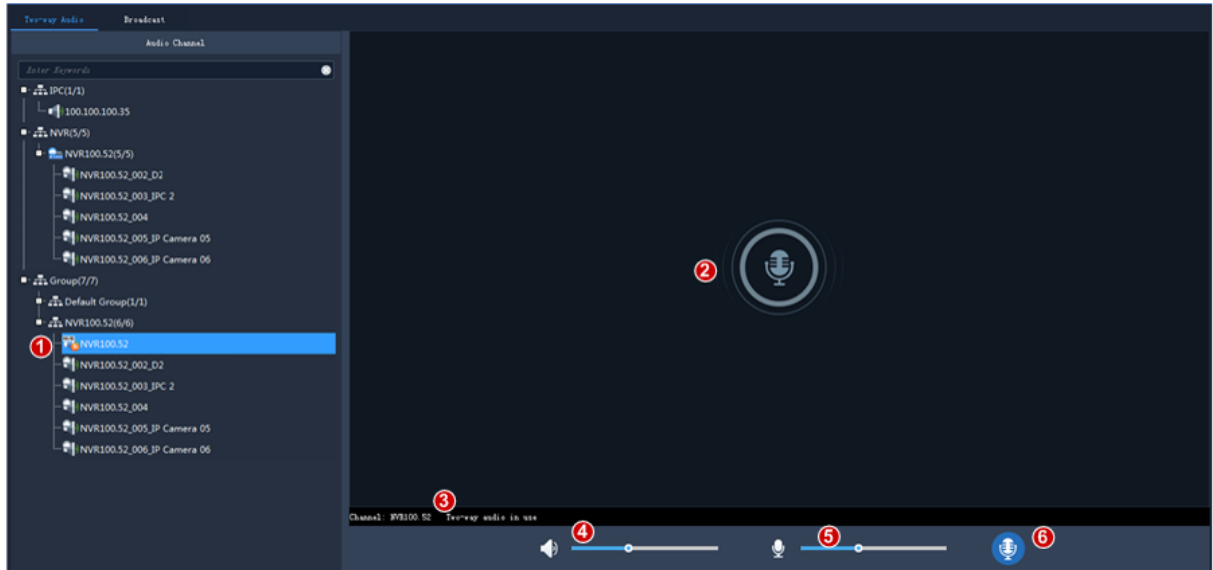 Two-way Audio Broadcast
Audio Channel
Enter Keywords
IPC(1/1)
100.100.100.35
NVR(5/5)
NVR100.52(5/5)
NVR100.52_002_D2
NVR100.52_003_IPC 2
NVR100.52_004
NVR100.52_005_IP Camera 05
NVR100.52_006_IP Camera 06
2
Group(7/7)
Default Group(1/1)
NVR100.52(6/6)
1 NVR100.52
NVR100.52_002_D2
NVR100.52_003_IPC 2
NVR100.52_004
NVR100.52_005_IP Camera 05
NVR100.52_006_IP Camera 06
3
Channel: NVR100.52 Two-way audio in use
4 5 6